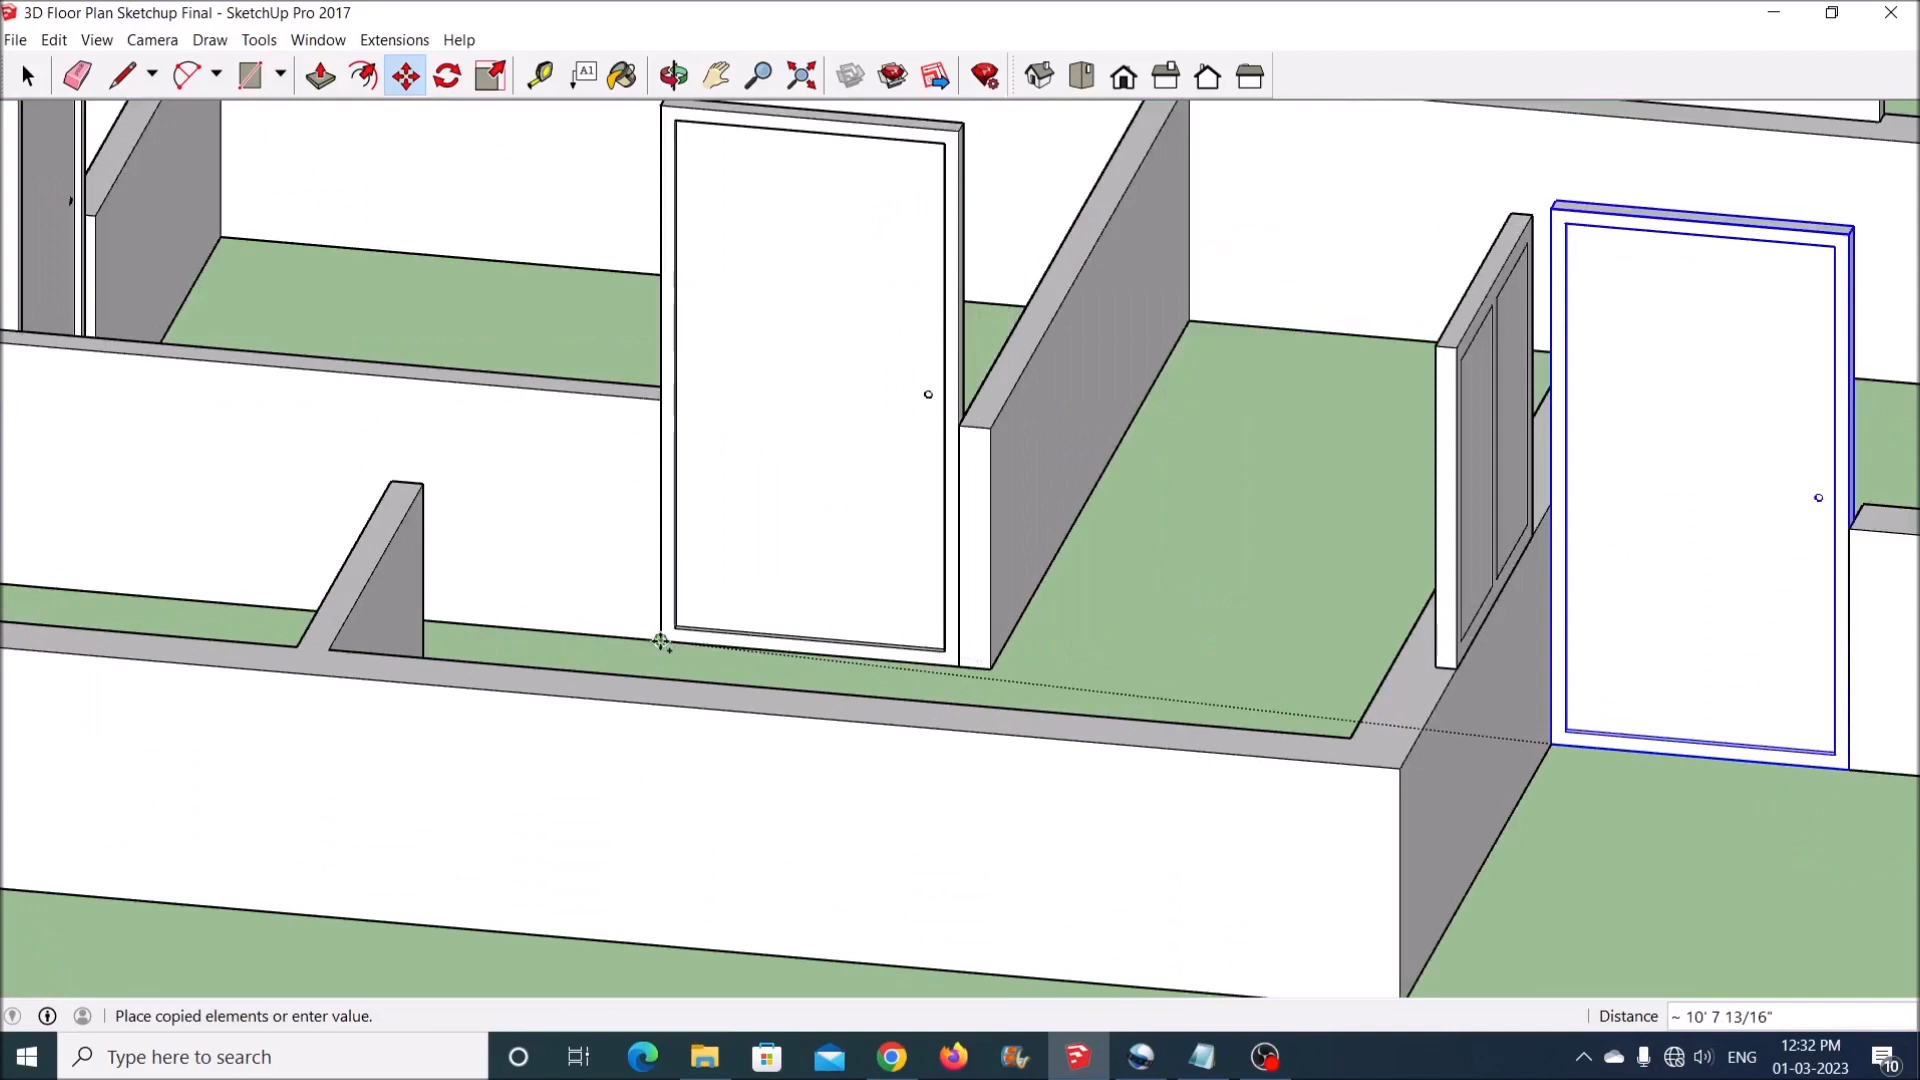 3D Floor Plan Sketchup Final - SketchUp Pro 2017
File Edit View Camera Draw Tools Window Extensions Help
A1
Place copied elements or enter value.
Distance ~ 10' 7 13/16"
Type here to search
ENG
12:32 PM
01-03-2023
10